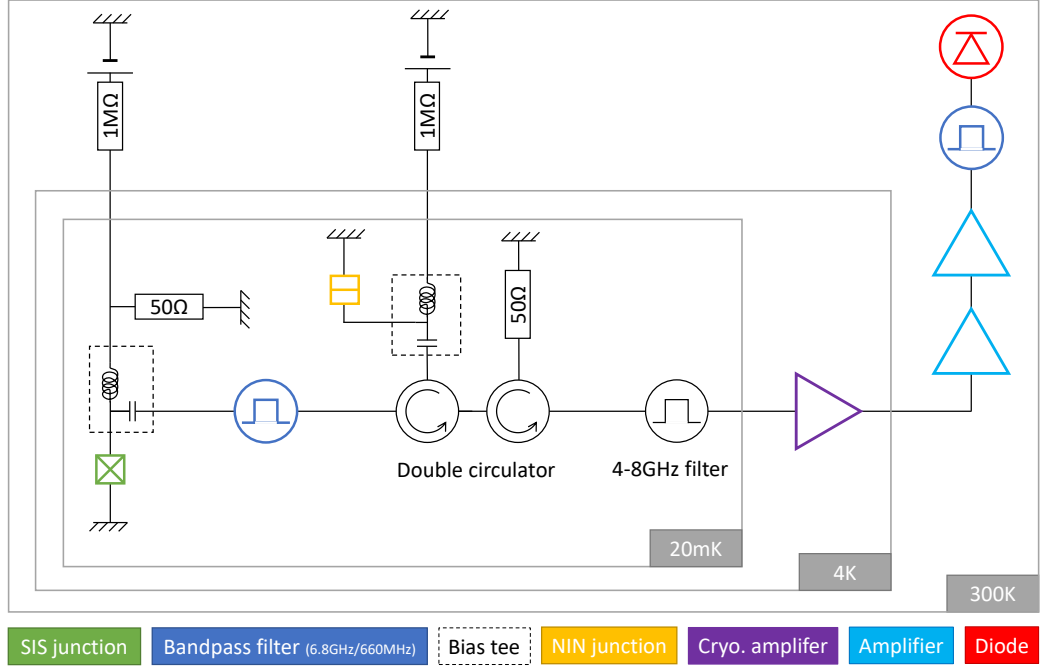 1MΩ
1MΩ
50Ω
50Ω
Double circulator
4-8GHz filter
20mK
4K
300K
SIS junction
Bandpass filter (6.8GHz/660MHz)
Bias tee
NIN junction
Cryo. amplifer
Amplifier
Diode